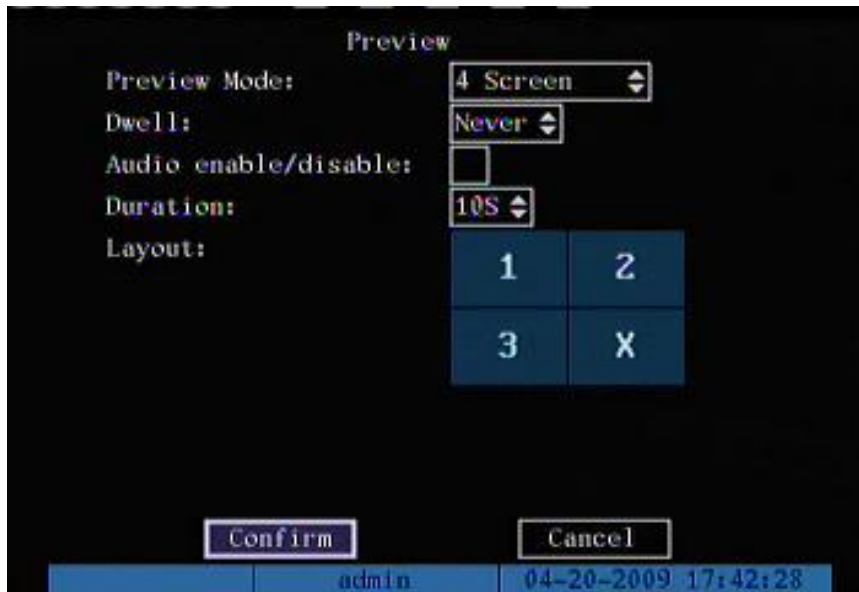 Preview
Preview Mode: 4 Screen
Dwell: Never
Audio enable/disable:
Duration: 10S
Layout:
1 2
3 X
Confirm Cancel
admin 04-20-2009 17:42:28